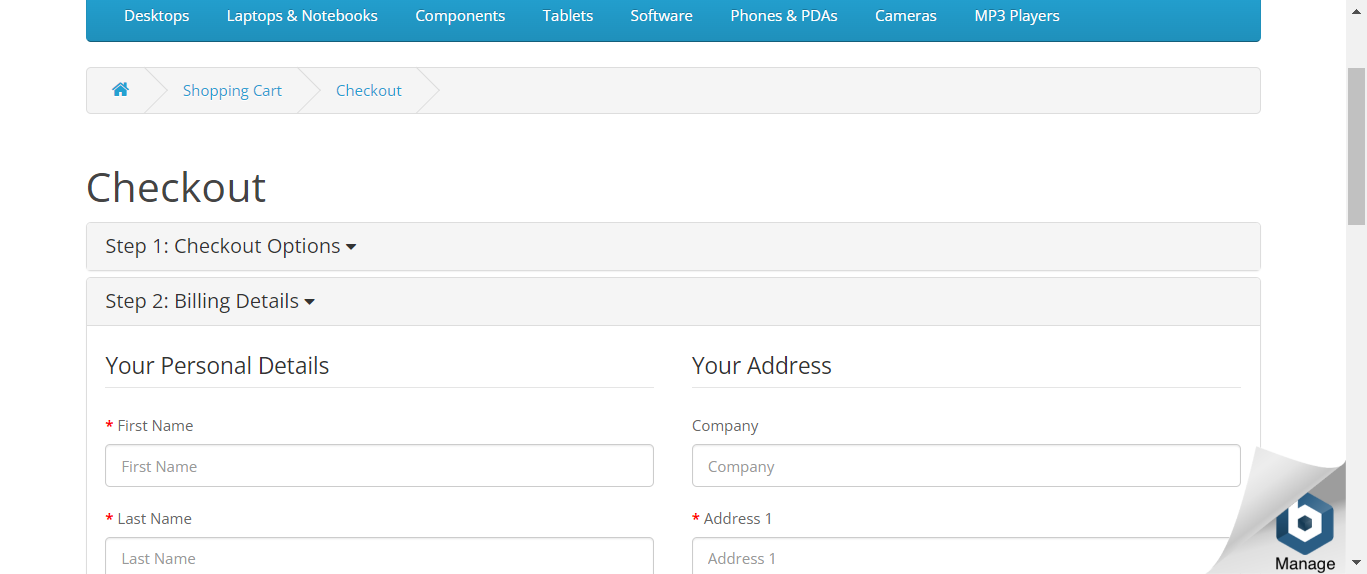 Desktops Laptops & Notebooks Components Tablets Software Phones & PDAs Cameras MP3 Players
Shopping Cart Checkout
Checkout
Step 1: Checkout Options
Step 2: Billing Details
Your Personal Details Your Address
* First Name Company
First Name Company
* Last Name * Address 1
Last Name Address 1
Manage